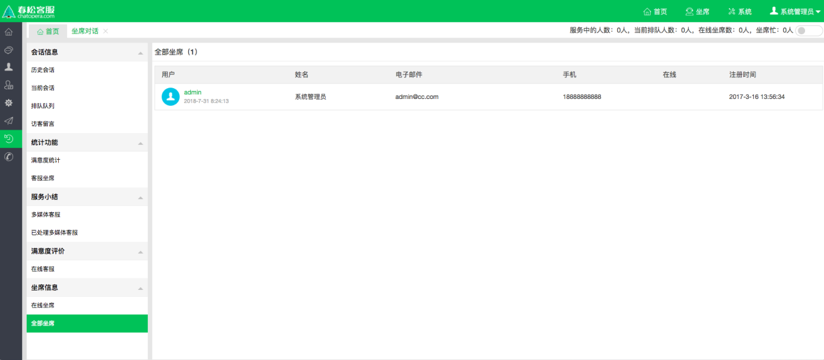 春松客服
chatopera.com
首页
坐席
系统
系统管理员
首页
坐席对话
服务中的人数：0人，当前排队人数：0人，在线坐席数：0人，坐席忙：0人
会话信息
历史会话
当前会话
排队队列
访客留言
统计功能
满意度统计
客服坐席
服务小结
多媒体客服
已处理多媒体客服
满意度评价
在线客服
坐席信息
在线坐席
全部坐席
全部坐席（1）
用户 姓名 电子邮件 手机 在线 注册时间
admin
2018-7-31 8:24:13
系统管理员 admin@cc.com 18888888888 2017-3-16 13:56:34